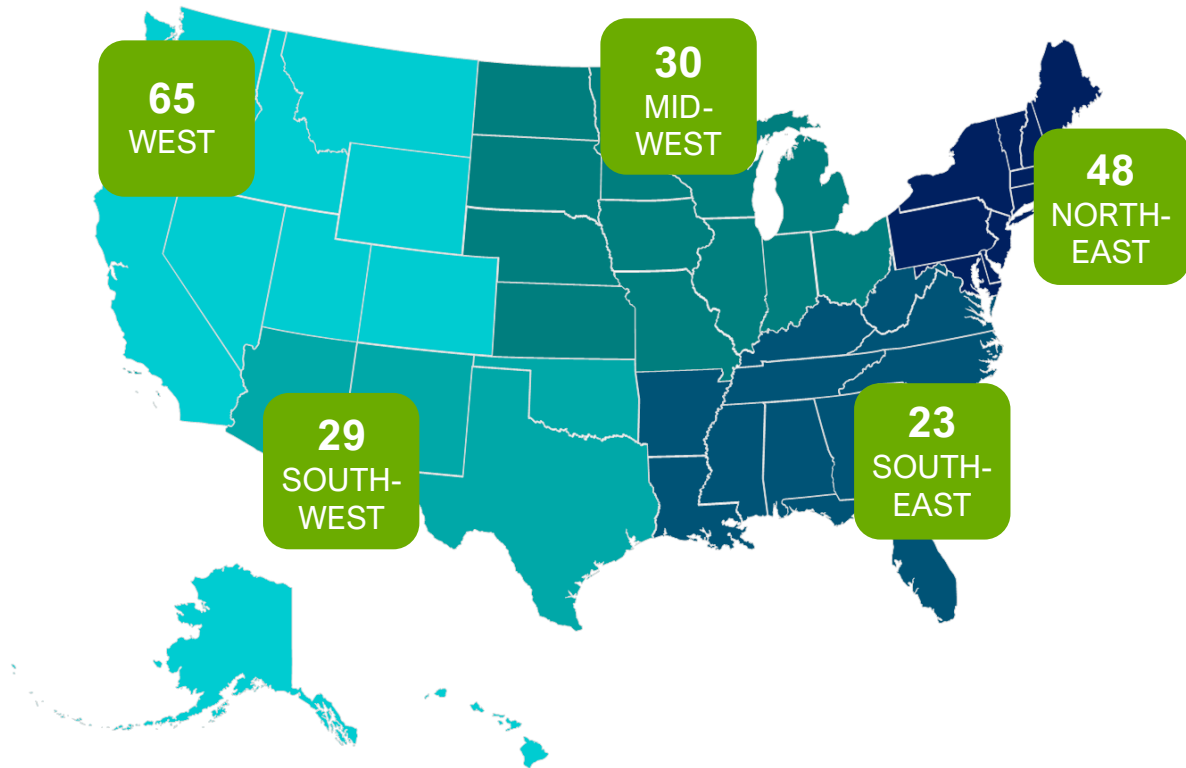 65
WEST
30
MID-
WEST
48
NORTH-
EAST
29
SOUTH-
WEST
23
SOUTH-
EAST